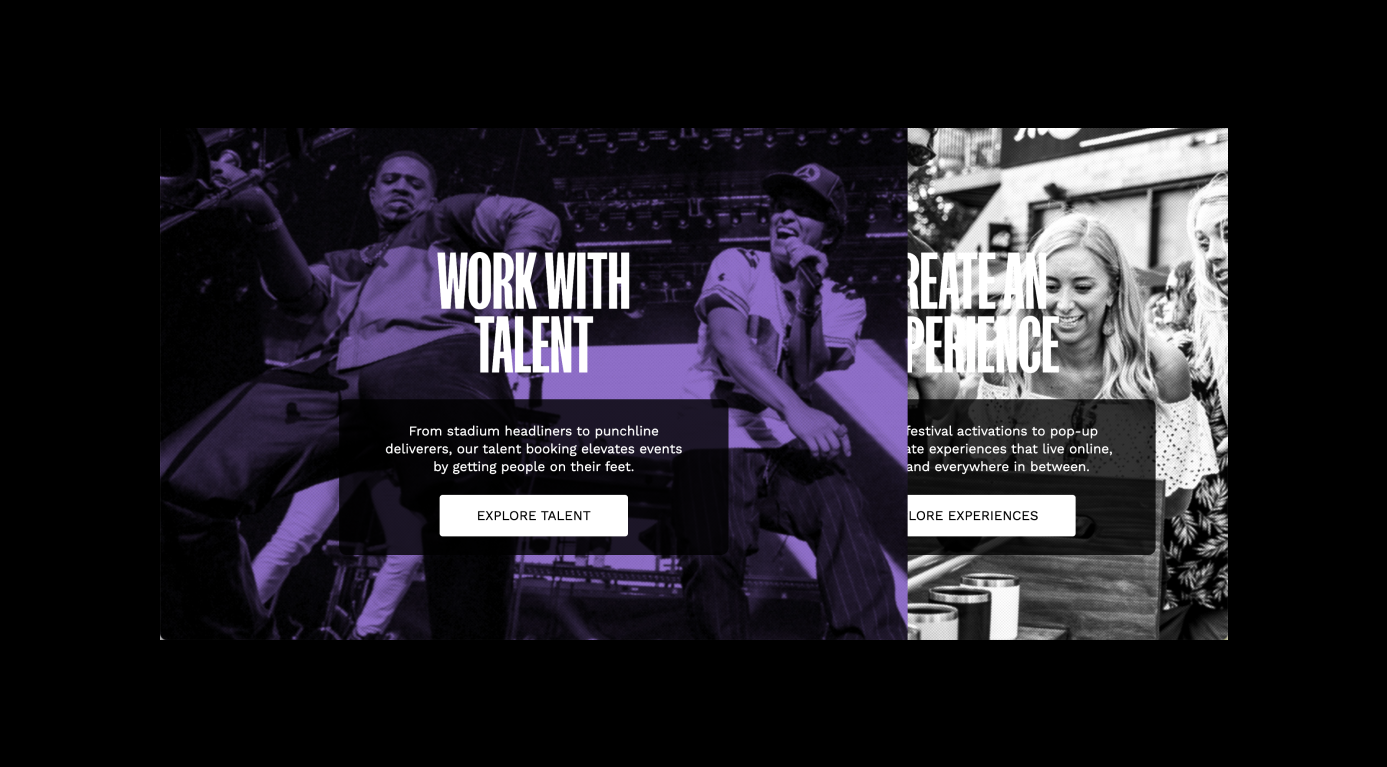 WORK WITH
TALENT
From stadium headliners to punchline
deliverers, our talent booking elevates events
by getting people on their feet.
EXPLORE TALENT
REATE AN
PERIENCE
festival activations to pop-up
ate experiences that live online,
and everywhere in between.
LORE EXPERIENCES